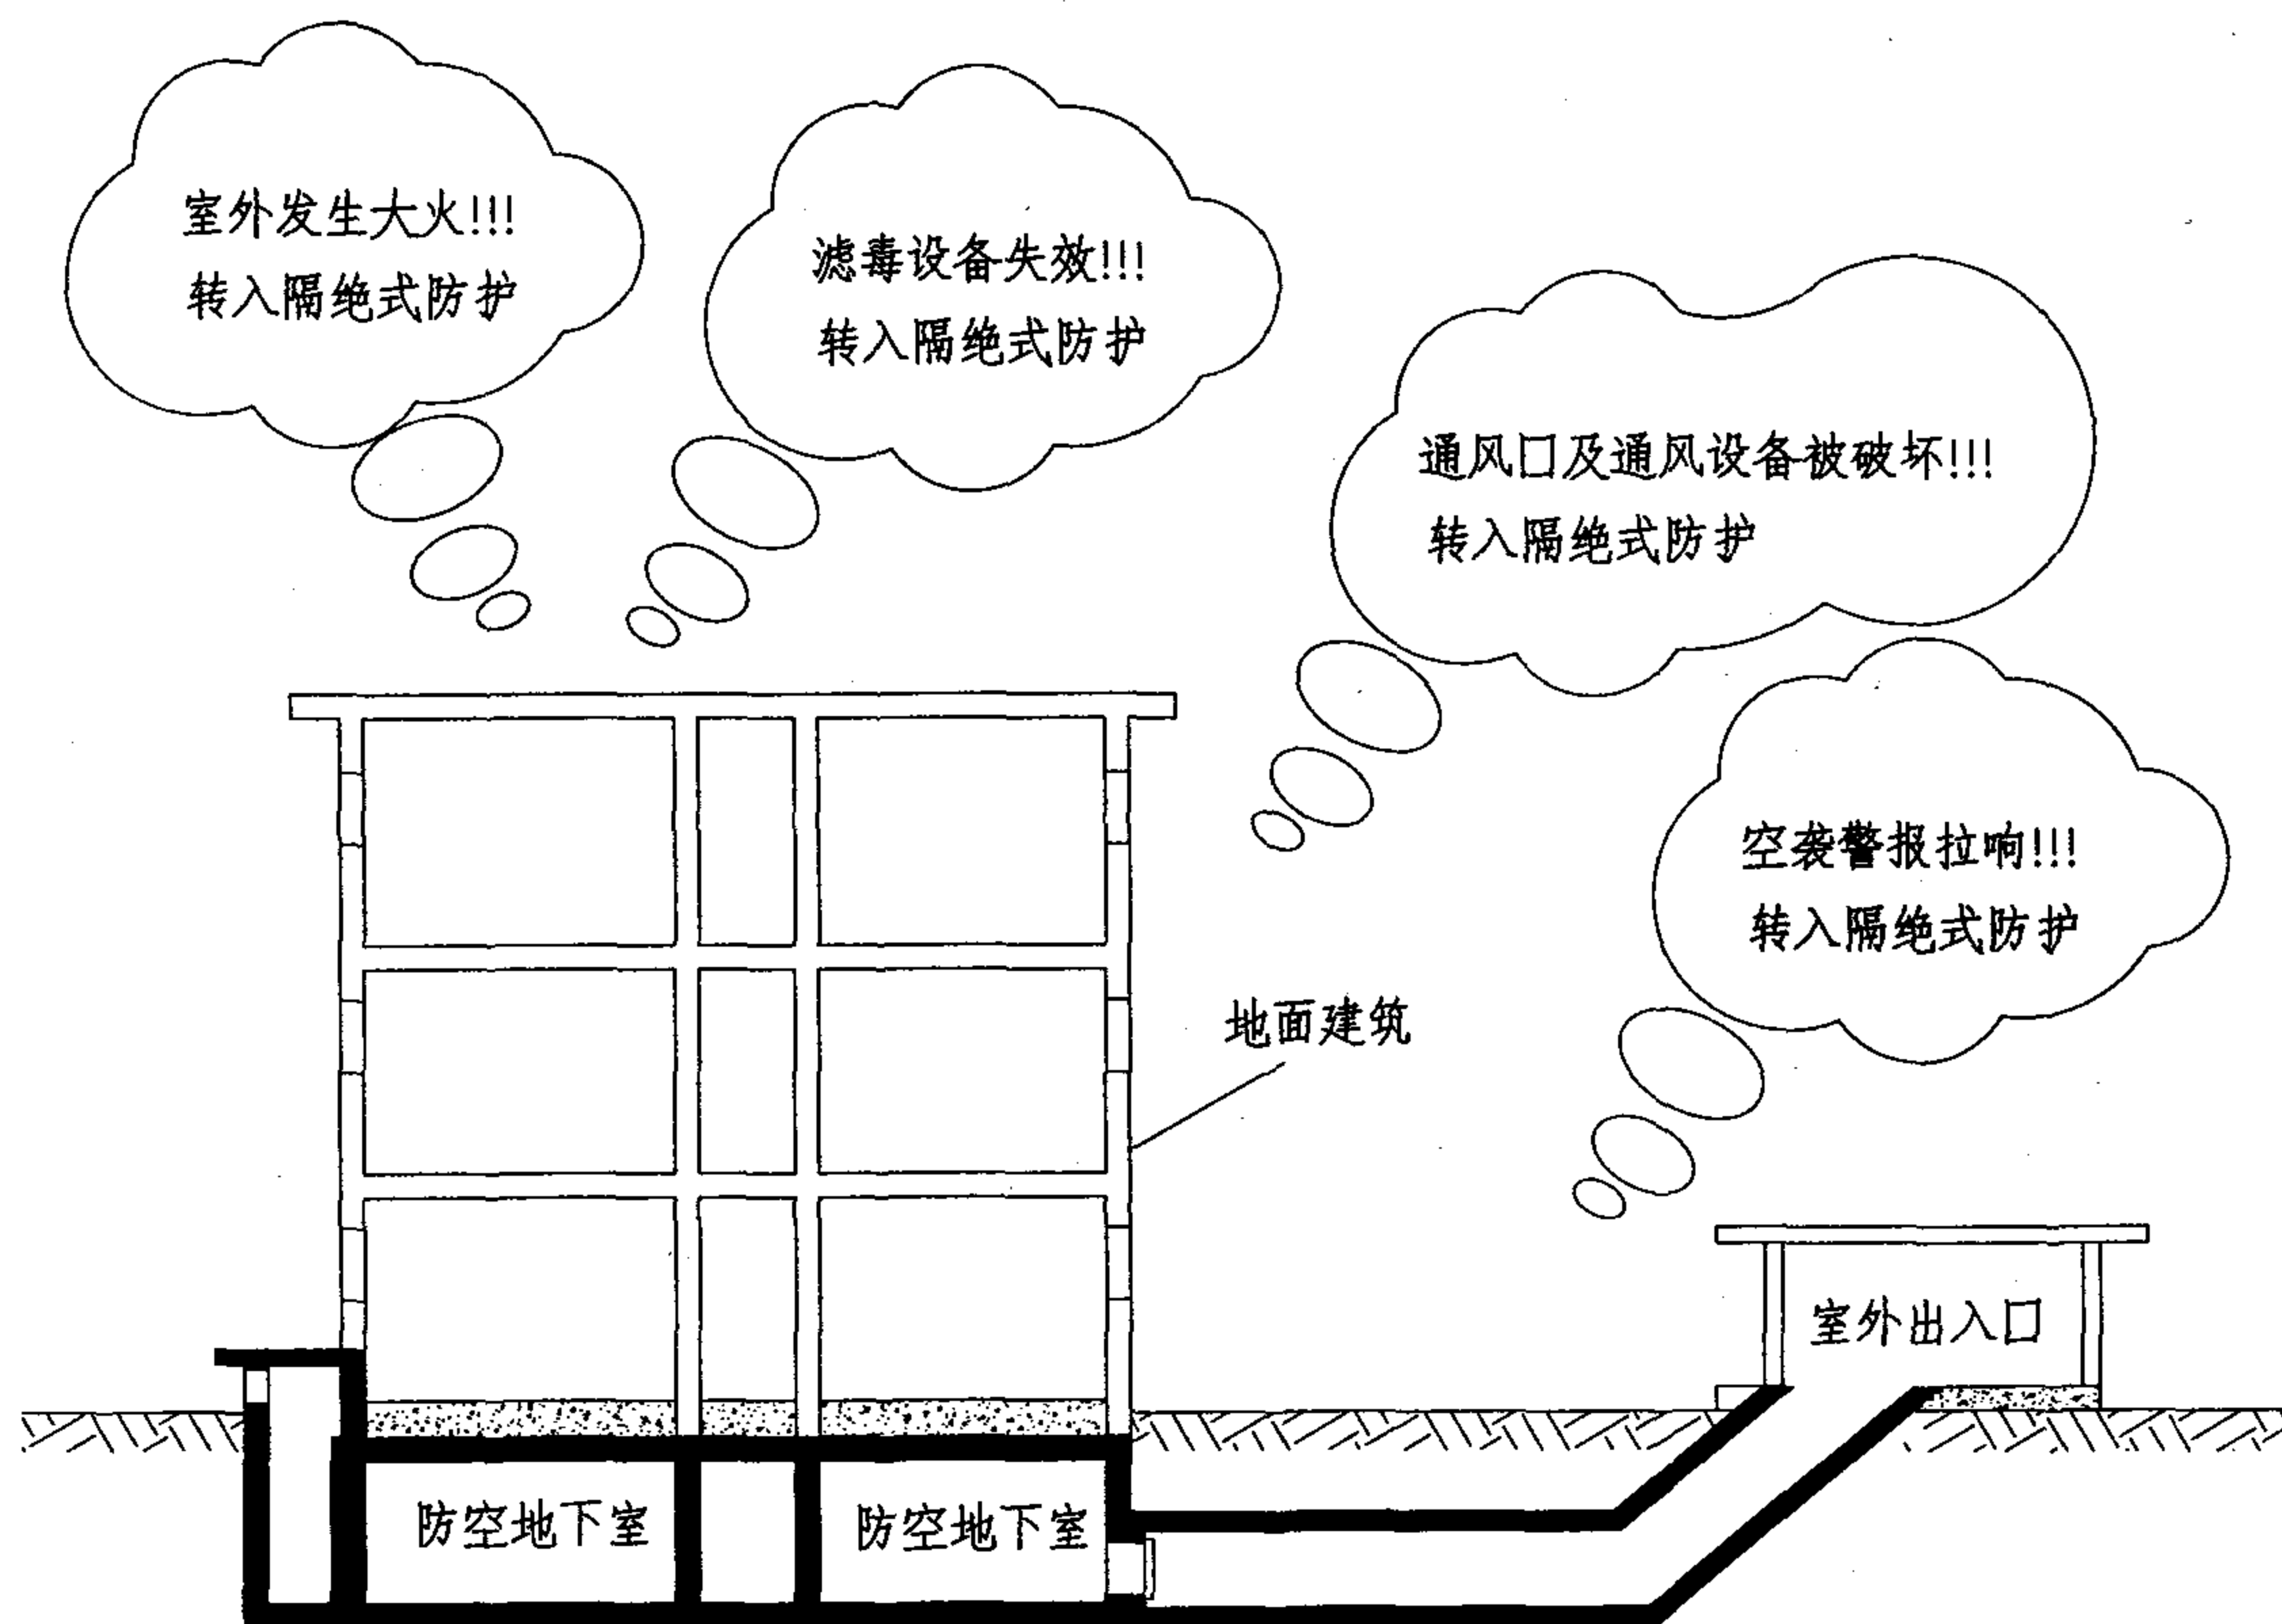 室外发生大火!!!
转入隔绝式防护
滤毒设备失效!!!
转入隔绝式防护
通风口及通风设备被破坏!!!
转入隔绝式防护
空袭警报拉响!!!
转入隔绝式防护
地面建筑
室外出入口
防空地下室
防空地下室